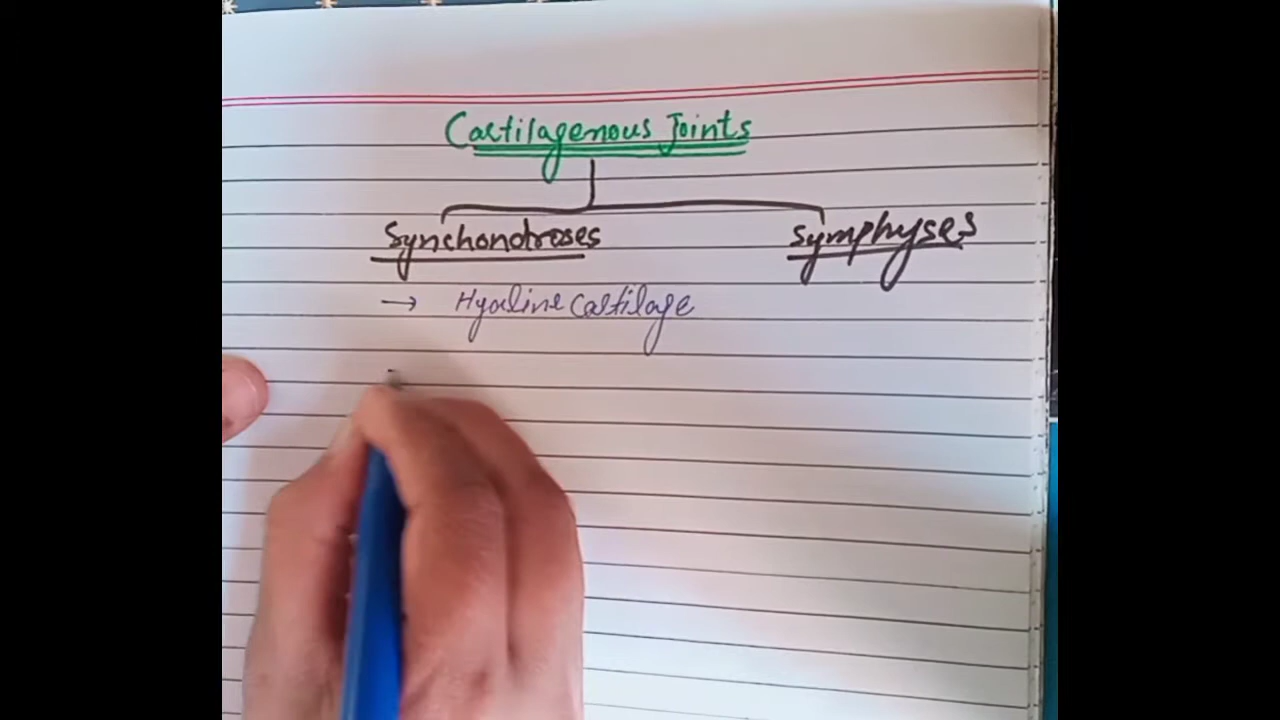 Cartilagenous Joints
Synchondroses Symphyses
→ Hyaline Cartilage